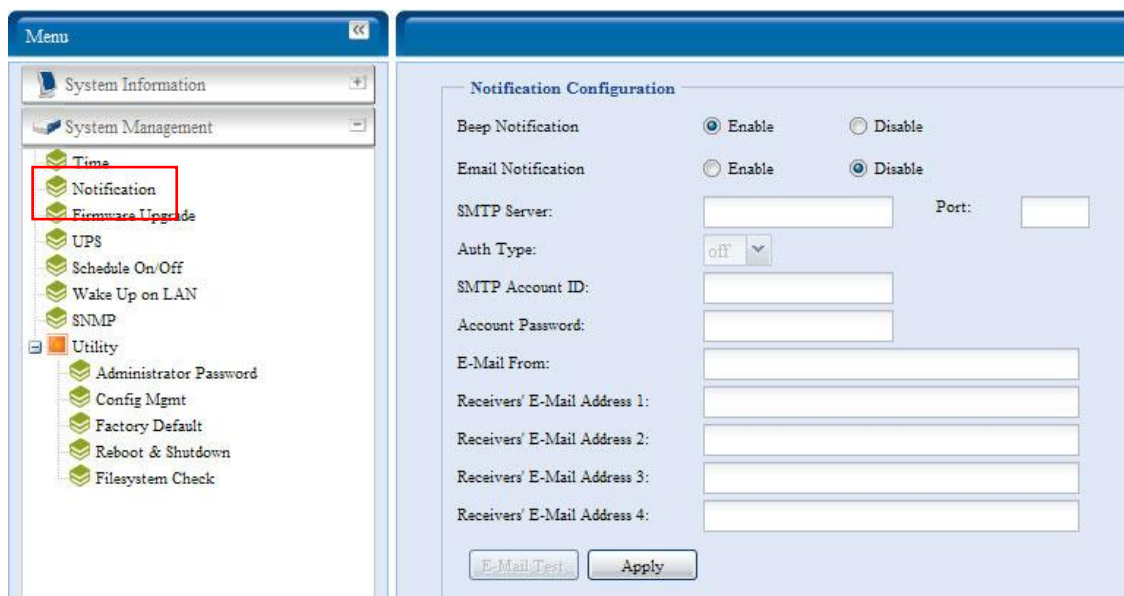 Menu
System Information
System Management
Time
Notification
Firmware Upgrade
UPS
Schedule On/Off
Wake Up on LAN
SNMP
Utility
Administrator Password
Config Mgmt
Factory Default
Reboot & Shutdown
Filesystem Check
Notification Configuration
Beep Notification Enable Disable
Email Notification Enable Disable
SMTP Server: Port:
Auth Type: off
SMTP Account ID:
Account Password:
E-Mail From:
Receivers' E-Mail Address 1:
Receivers' E-Mail Address 2:
Receivers' E-Mail Address 3:
Receivers' E-Mail Address 4:
E-Mail Test Apply